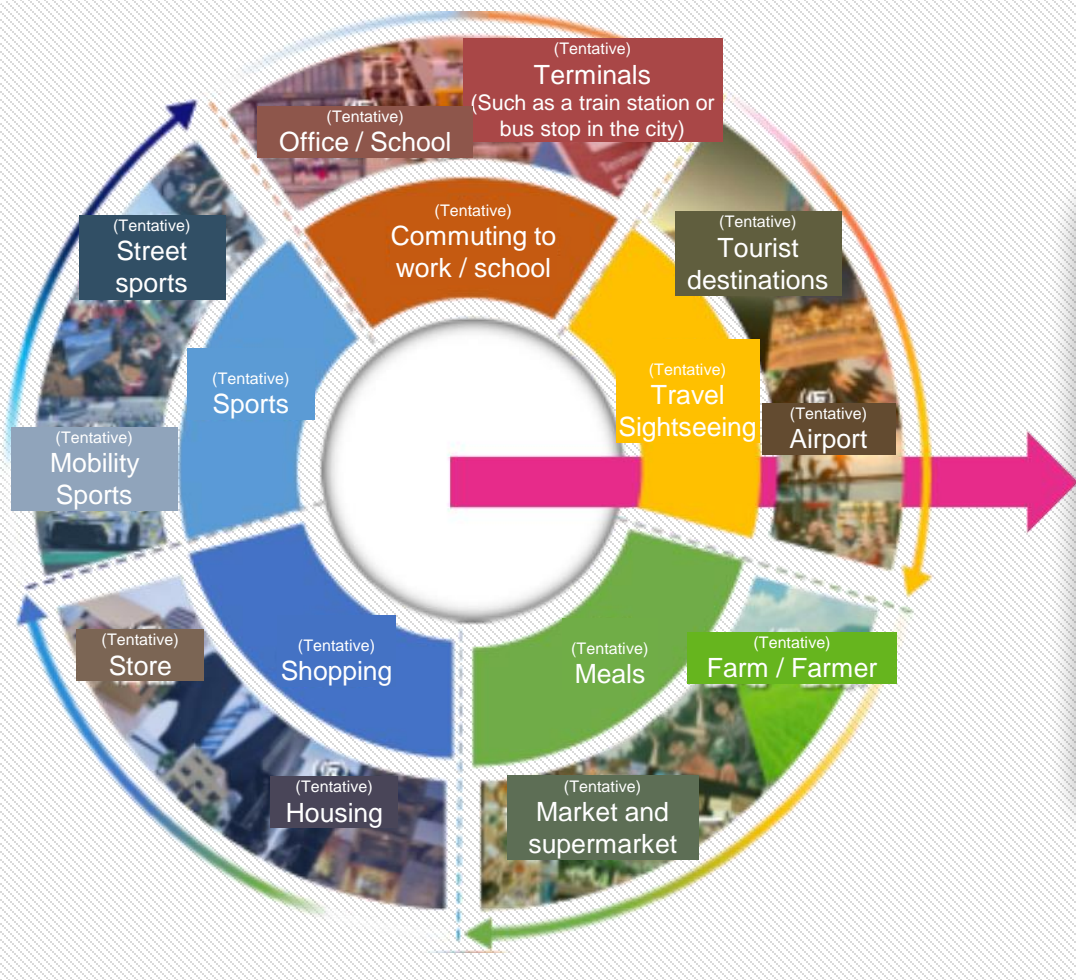 (Tentative)
Terminals
(Such as a train station or
bus stop in the city)
(Tentative)
Office / School
(Tentative)
Commuting to
work / school
(Tentative)
Tourist
destinations
(Tentative)
Street
sports
(Tentative)
Sports
(Tentative)
Travel
Sightseeing
(Tentative)
Airport
(Tentative)
Mobility
Sports
(Tentative)
Store
(Tentative)
Shopping
(Tentative)
Meals
(Tentative)
Farm / Farmer
(Tentative)
Housing
(Tentative)
Market and
supermarket